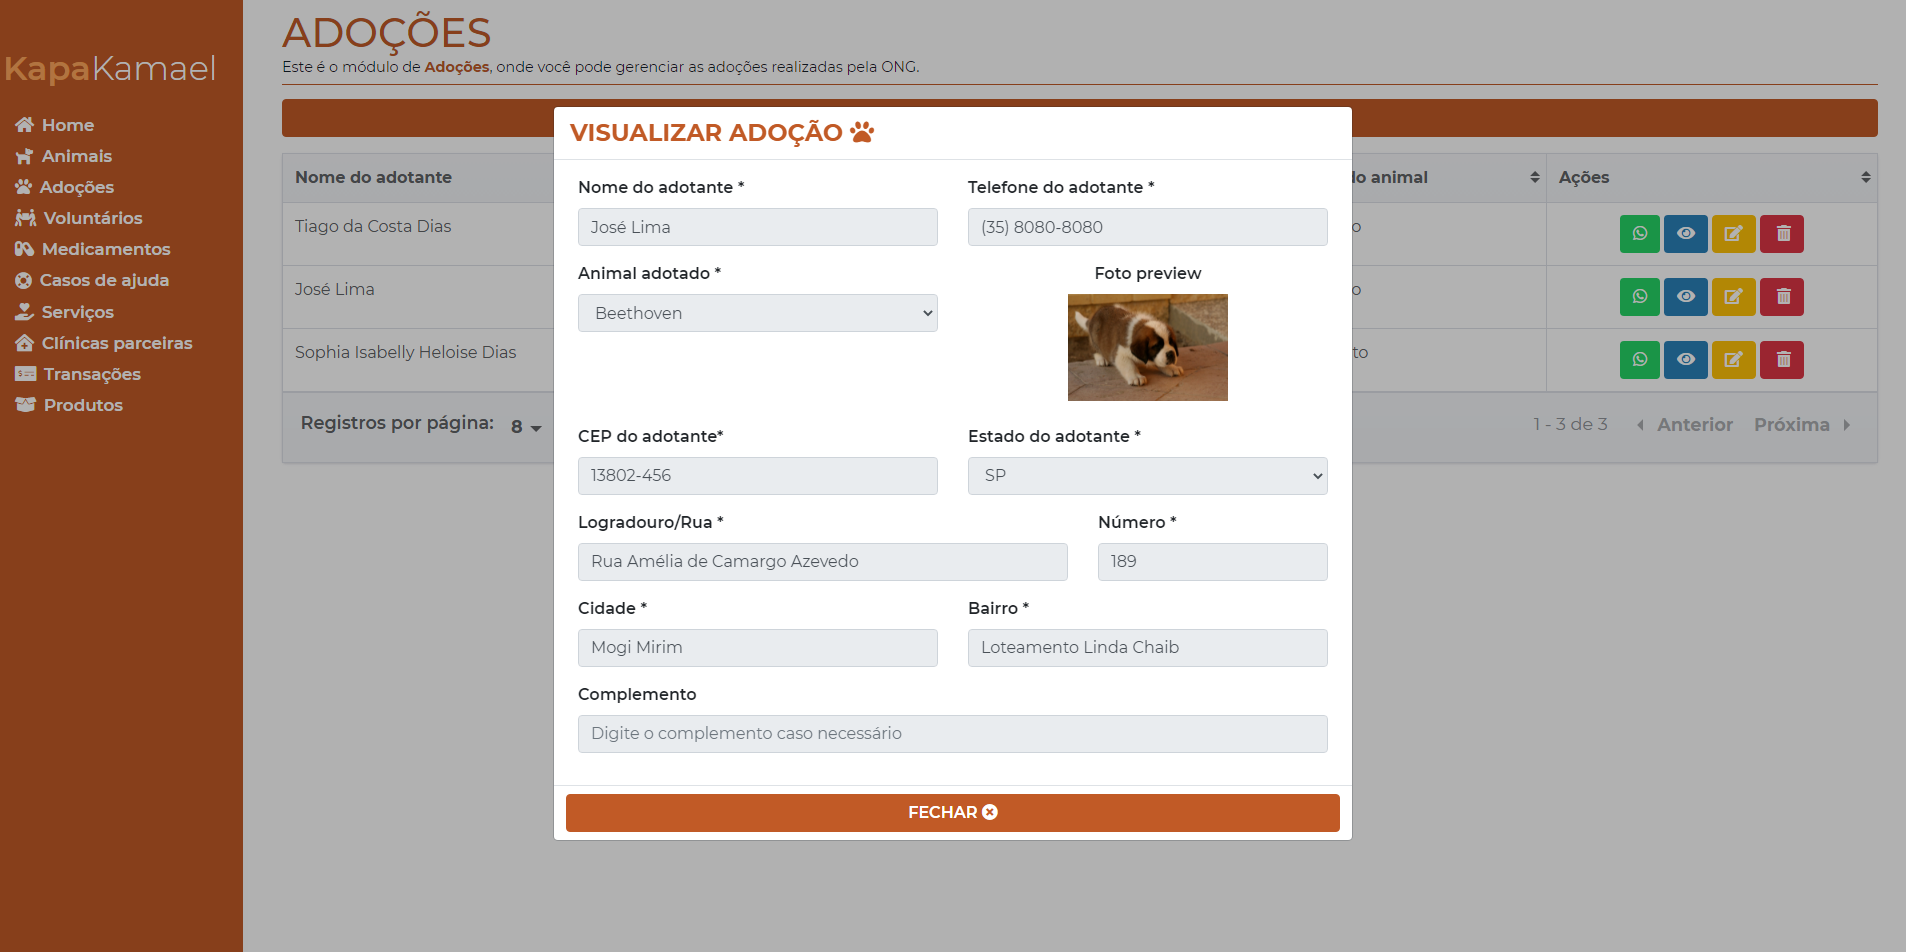 KapaKamael
Home
Animais
Adoções
Voluntários
Medicamentos
Casos de ajuda
Serviços
Clínicas parceiras
Transações
Produtos
ADOÇÕES
Este é o módulo de Adoções, onde você pode gerenciar as adoções realizadas pela ONG.
Nome do adotante
do animal
Ações
Tiago da Costa Dias
o
José Lima
o
Sophia Isabelly Heloise Dias
to
Registros por página: 8
1 - 3 de 3 Anterior Próxima
VISUALIZAR ADOÇÃO
Nome do adotante * Telefone do adotante *
José Lima (35) 8080-8080
Animal adotado * Foto preview
Beethoven
CEP do adotante* Estado do adotante *
13802-456 SP
Logradouro/Rua * Número *
Rua Amélia de Camargo Azevedo 189
Cidade * Bairro *
Mogi Mirim Loteamento Linda Chaib
Complemento
Digite o complemento caso necessário
FECHAR